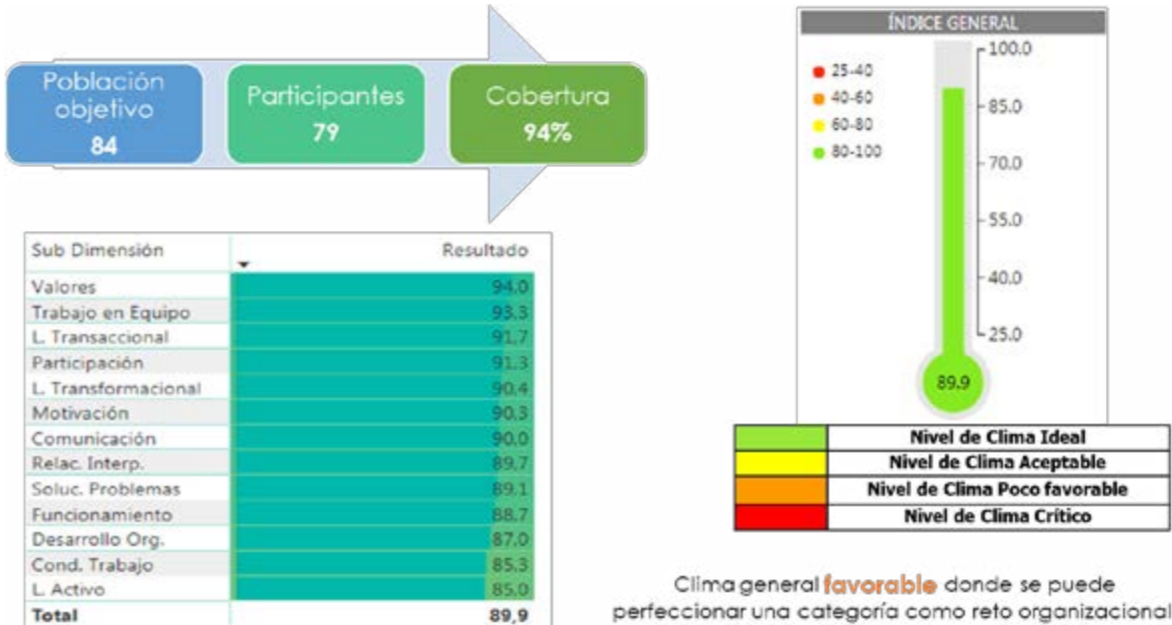 Población
objetivo
84
Participantes
79
Cobertura
94%
Sub Dimensión Resultado
Valores 94.0
Trabajo en Equipo 93.3
L. Transaccional 91.7
Participación 91.3
L. Transformacional 90.4
Motivación 90.3
Comunicación 90.0
Relac. Interp. 89.7
Soluc. Problemas 89.1
Funcionamiento 88.7
Desarrollo Org. 87.0
Cond. Trabajo 85.3
L. Activo 85.0
Total 89,9
ÍNDICE GENERAL
25-40
40-60
60-80
80-100
100.0
85.0
70.0
55.0
40.0
25.0
89.9
Nivel de Clima Ideal
Nivel de Clima Aceptable
Nivel de Clima Poco favorable
Nivel de Clima Crítico
Clima general favorable donde se puede
perfeccionar una categoría como reto organizacional